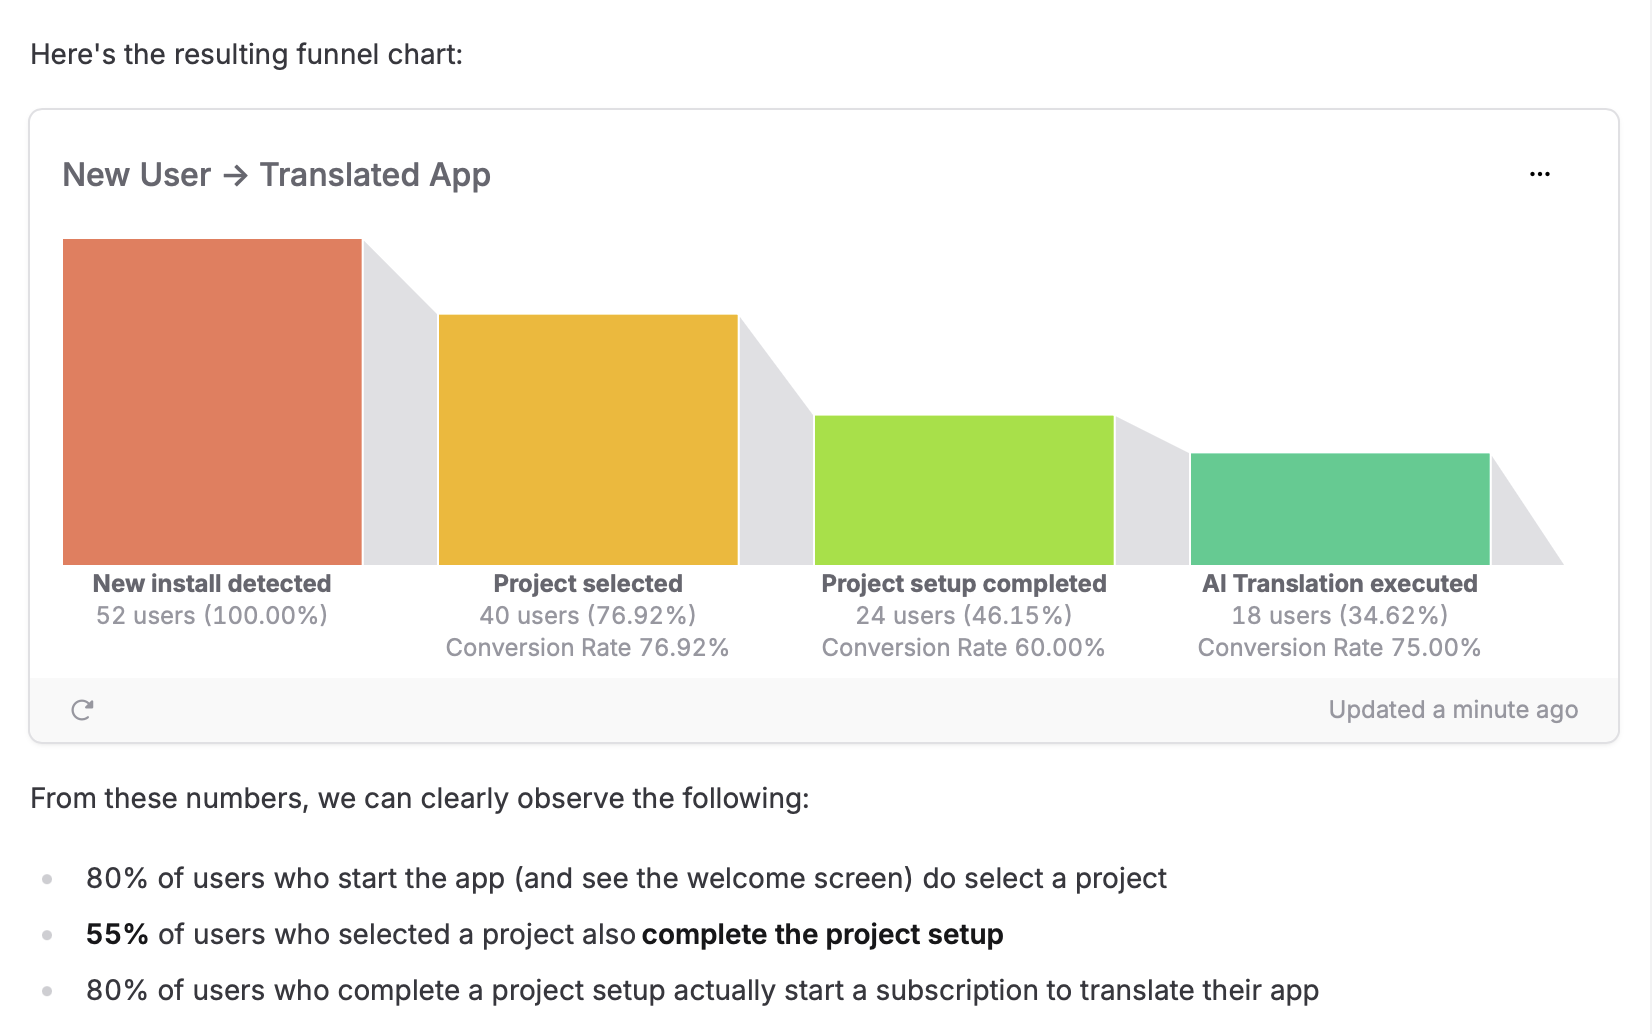 Here's the resulting funnel chart:
New User → Translated App
New install detected
52 users (100.00%)
Project selected
40 users (76.92%)
Conversion Rate 76.92%
Project setup completed
24 users (46.15%)
Conversion Rate 60.00%
AI Translation executed
18 users (34.62%)
Conversion Rate 75.00%
Updated a minute ago
From these numbers, we can clearly observe the following:
80% of users who start the app (and see the welcome screen) do select a project
55% of users who selected a project also complete the project setup
80% of users who complete a project setup actually start a subscription to translate their app